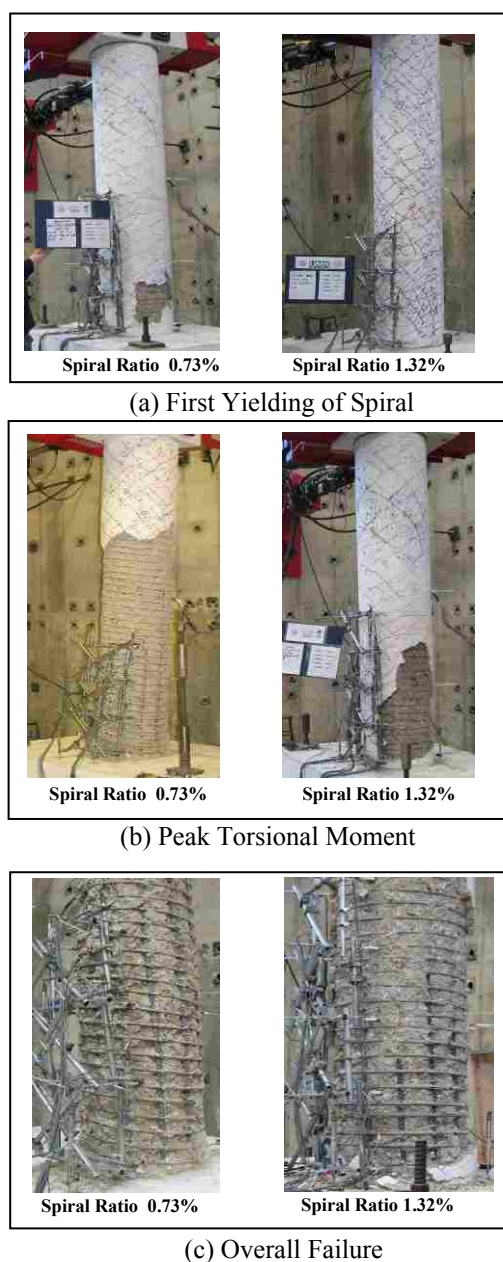 Spiral Ratio 0.73% Spiral Ratio 1.32%
(a) First Yielding of Spiral
Spiral Ratio 0.73% Spiral Ratio 1.32%
(b) Peak Torsional Moment
Spiral Ratio 0.73% Spiral Ratio 1.32%
(c) Overall Failure